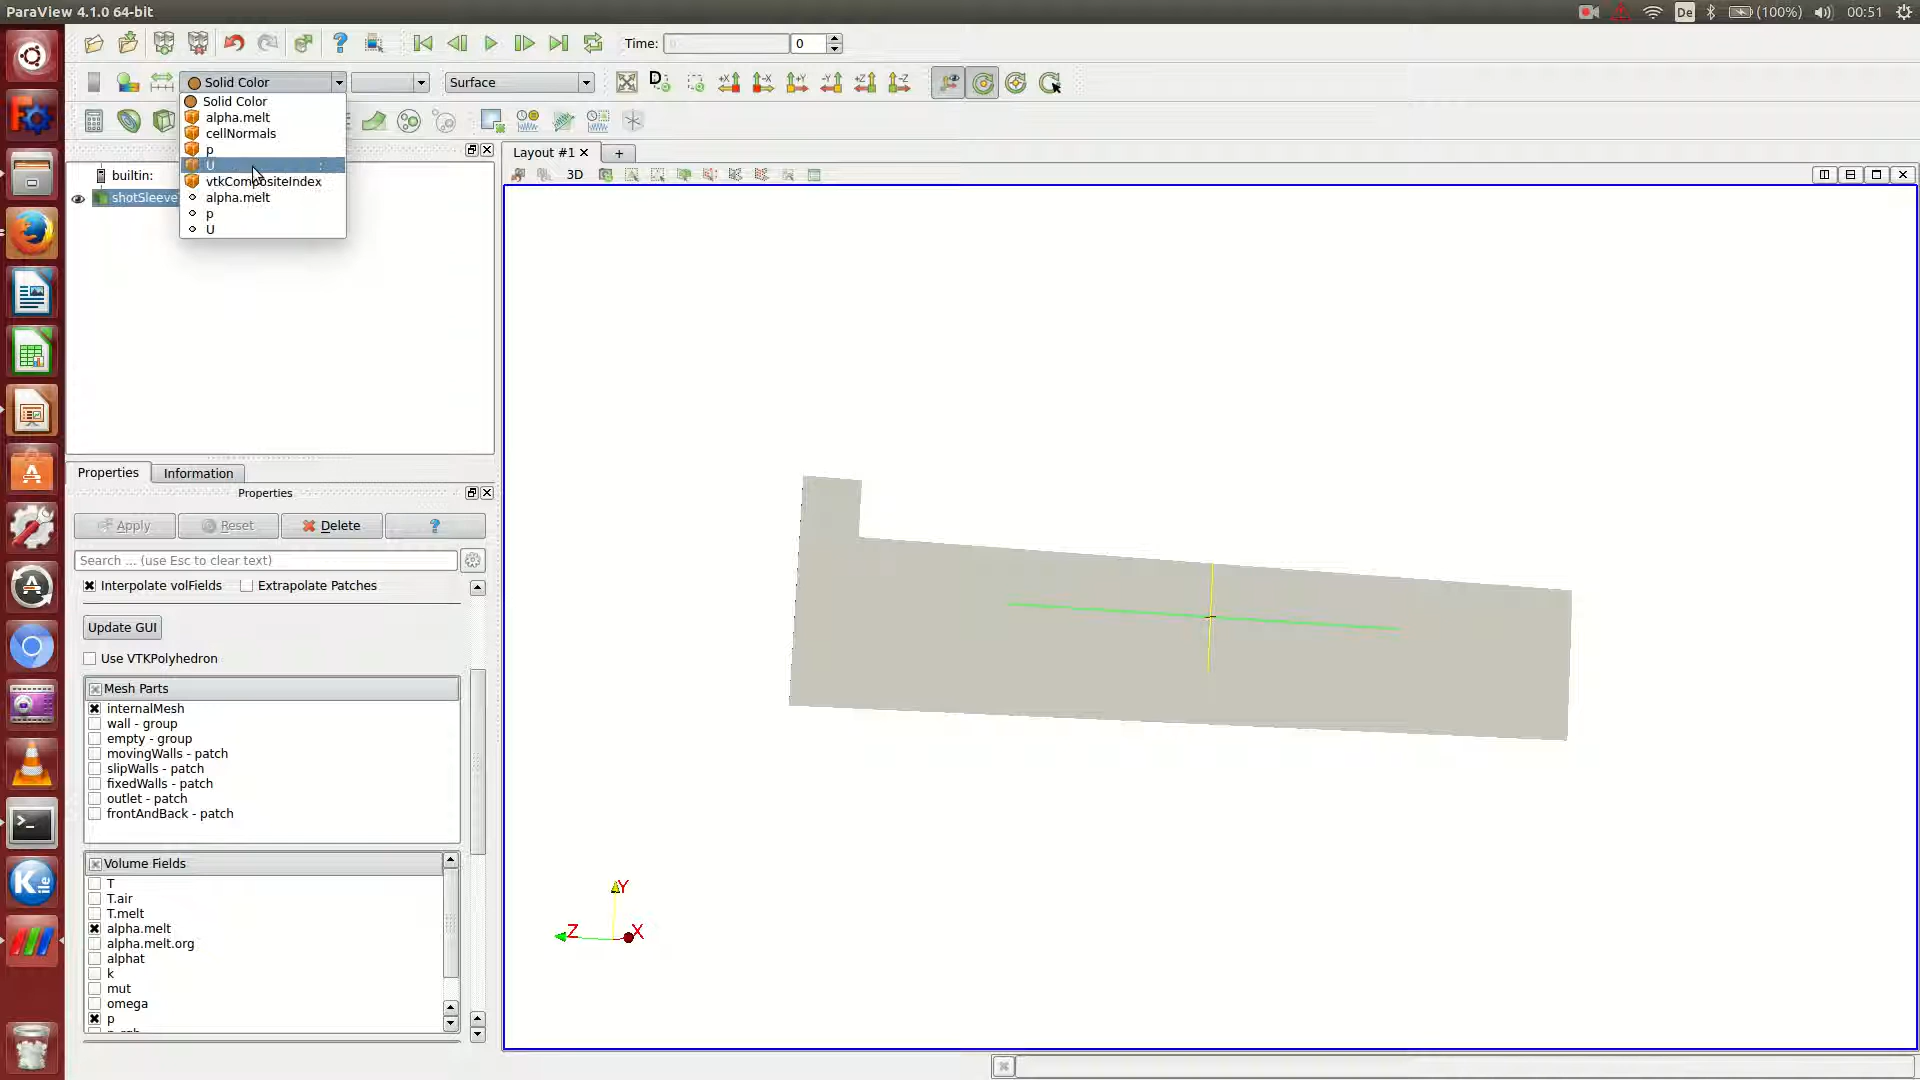 ParaView 4.1.0 64-bit
De
(100%)
00:51
Time:
0
0
Solid Color
Surface
Solid Color
alpha.melt
cellNormals
p
U
vtkCompositeIndex
alpha.melt
p
U
builtin:
shotSleeve
Layout #1
3D
Properties
Information
Properties
Apply
Reset
Delete
?
Search ... (use Esc to clear text)
Interpolate volFields
Extrapolate Patches
Update GUI
Use VTKPolyhedron
Mesh Parts
internalMesh
wall - group
empty - group
movingWalls - patch
slipWalls - patch
fixedWalls - patch
outlet - patch
frontAndBack - patch
Volume Fields
T
T.air
T.melt
alpha.melt
alpha.melt.org
alphat
k
mut
omega
p
Y
Z
X